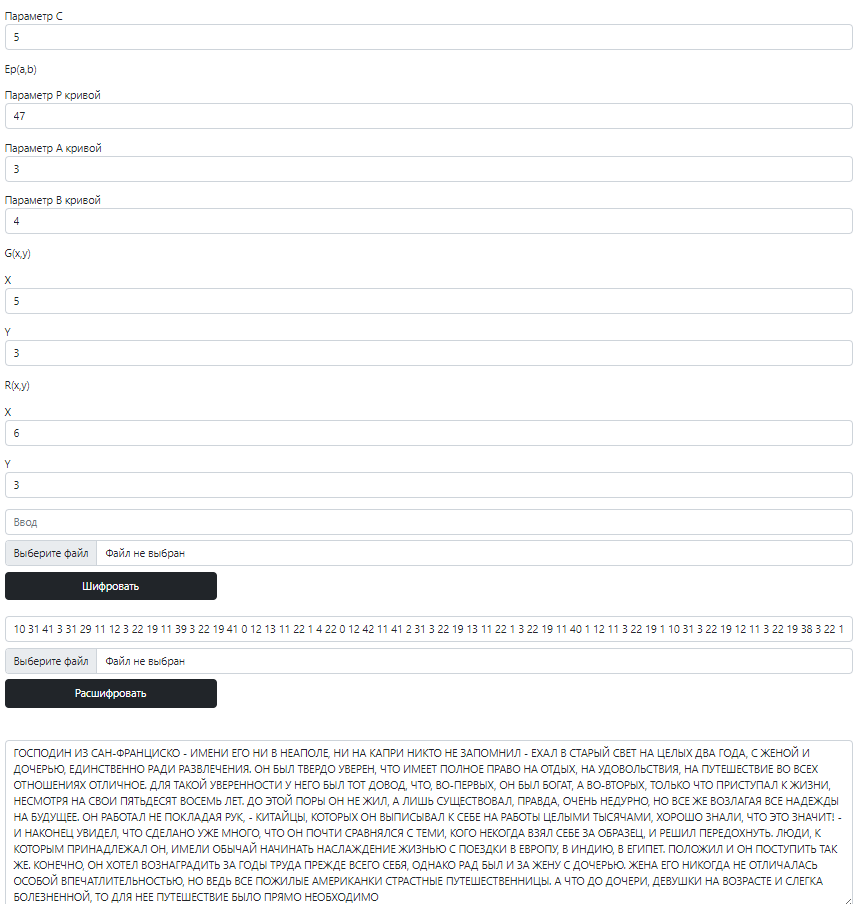 Параметр С
5
Ep(a,b)
Параметр Р кривой
47
Параметр А кривой
3
Параметр В кривой
4
G(x,y)
X
5
Y
3
R(x,y)
X
6
Y
3
Ввод
Выберите файл Файл не выбран
Шифровать
10 31 41 3 31 29 11 12 3 22 19 11 39 3 22 19 41 0 12 13 11 22 1 4 22 0 12 42 11 41 2 31 3 22 19 13 11 22 1 3 22 19 11 40 1 12 11 3 22 19 1 10 31 3 22 19 12 11 3 22 19 38 3 22 1
Выберите файл Файл не выбран
Расшифровать
ГОСПОДИН ИЗ САН-ФРАНЦИСКО - ИМЕНИ ЕГО НИ В НЕАПОЛЕ, НИ НА КАПРИ НИКТО НЕ ЗАПОМНИЛ - ЕХАЛ В СТАРЫЙ СВЕТ НА ЦЕЛЫХ ДВА ГОДА, С ЖЕНОЙ И
ДОЧЕРЬЮ, ЕДИНСТВЕННО РАДИ РАЗВЛЕЧЕНИЯ. ОН БЫЛ ТВЕРДО УВЕРЕН, ЧТО ИМЕЕТ ПОЛНОЕ ПРАВО НА ОТДЫХ, НА УДОВОЛЬСТВИЯ, НА ПУТЕШЕСТВИЕ ВО ВСЕХ
ОТНОШЕНИЯХ ОТЛИЧНОЕ. ДЛЯ ТАКОЙ УВЕРЕННОСТИ У НЕГО БЫЛ ТОТ ДОВОД, ЧТО, ВО-ПЕРВЫХ, ОН БЫЛ БОГАТ, А ВО-ВТОРЫХ, ТОЛЬКО ЧТО ПРИСТУПАЛ К ЖИЗНИ,
НЕСМОТРЯ НА СВОИ ПЯТЬДЕСЯТ ВОСЕМЬ ЛЕТ. ДО ЭТОЙ ПОРЫ ОН НЕ ЖИЛ, А ЛИШЬ СУЩЕСТВОВАЛ, ПРАВДА, ОЧЕНЬ НЕДУРНО, НО ВСЕ ЖЕ ВОЗЛАГАЯ ВСЕ НАДЕЖДЫ
НА БУДУЩЕЕ. ОН РАБОТАЛ НЕ ПОКЛАДАЯ РУК, - КИТАЙЦЫ, КОТОРЫХ ОН ВЫПИСЫВАЛ К СЕБЕ НА РАБОТЫ ЦЕЛЫМИ ТЫСЯЧАМИ, ХОРОШО ЗНАЛИ, ЧТО ЭТО ЗНАЧИТ! -
И НАКОНЕЦ УВИДЕЛ, ЧТО СДЕЛАНО УЖЕ МНОГО, ЧТО ОН ПОЧТИ СРАВНЯЛСЯ С ТЕМИ, КОГО НЕКОГДА ВЗЯЛ СЕБЕ ЗА ОБРАЗЕЦ, И РЕШИЛ ПЕРЕДОХНУТЬ. ЛЮДИ, К
КОТОРЫМ ПРИНАДЛЕЖАЛ ОН, ИМЕЛИ ОБЫЧАЙ НАЧИНАТЬ НАСЛАЖДЕНИЕ ЖИЗНЬЮ С ПОЕЗДКИ В ЕВРОПУ, В ИНДИЮ, В ЕГИПЕТ. ПОЛОЖИЛ И ОН ПОСТУПИТЬ ТАК
ЖЕ. КОНЕЧНО, ОН ХОТЕЛ ВОЗНАГРАДИТЬ ЗА ГОДЫ ТРУДА ПРЕЖДЕ ВСЕГО СЕБЯ, ОДНАКО РАД БЫЛ И ЗА ЖЕНУ С ДОЧЕРЬЮ. ЖЕНА ЕГО НИКОГДА НЕ ОТЛИЧАЛАСЬ
ОСОБОЙ ВПЕЧАТЛИТЕЛЬНОСТЬЮ, НО ВЕДЬ ВСЕ ПОЖИЛЫЕ АМЕРИКАНКИ СТРАСТНЫЕ ПУТЕШЕСТВЕННИЦЫ. А ЧТО ДО ДОЧЕРИ, ДЕВУШКИ НА ВОЗРАСТЕ И СЛЕГКА
БОЛЕЗНЕННОЙ, ТО ДЛЯ НЕЕ ПУТЕШЕСТВИЕ БЫЛО ПРЯМО НЕОБХОДИМО